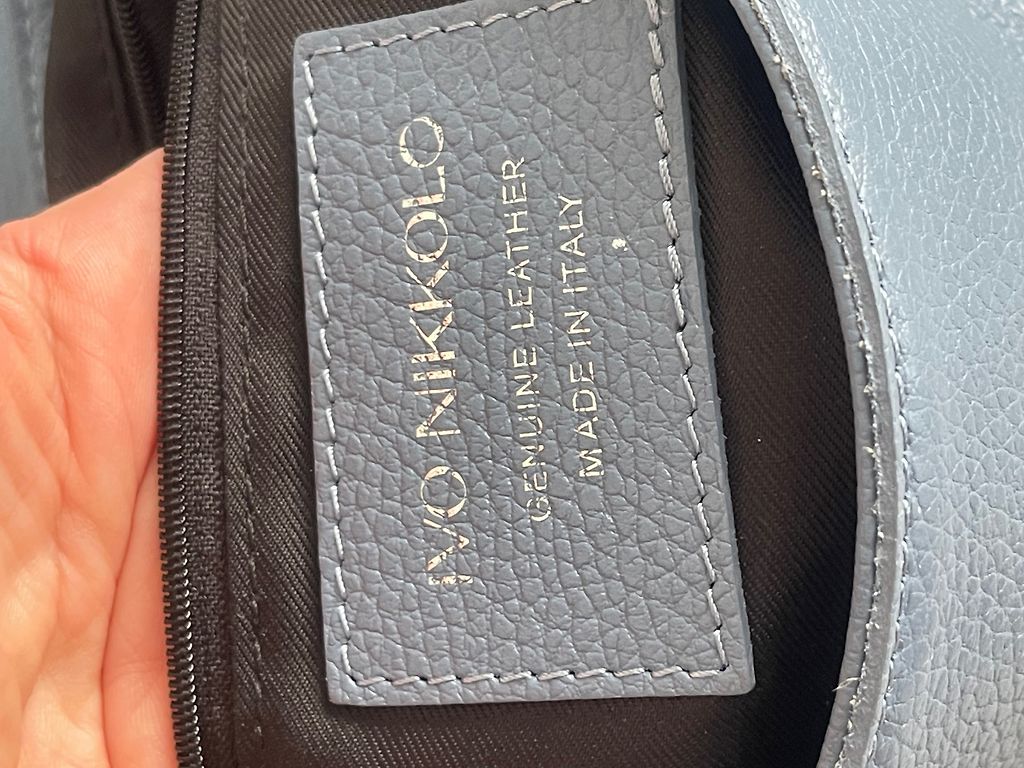 IVO NIKKOLO
GENUINE LEATHER
MADE IN ITALY